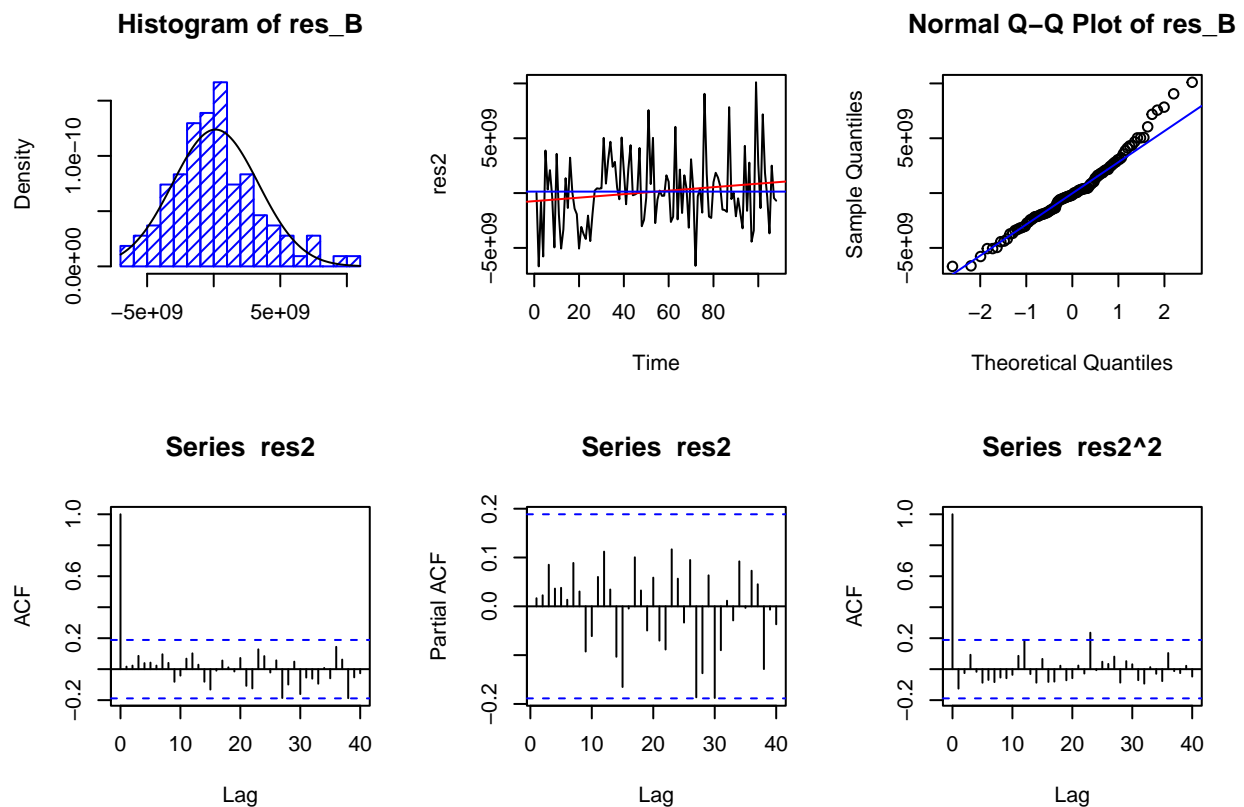 Histogram of res_B
Density
0.0e+00
1.0e−10
−5e+09
5e+09
res2
−5e+09
5e+09
0
20
40
60
80
Time
Normal Q−Q Plot of res_B
Sample Quantiles
−5e+09
5e+09
−2
−1
0
1
2
Theoretical Quantiles
Series res2
ACF
−0.2
0.2
0.6
1.0
0
10
20
30
40
Lag
Series res2
Partial ACF
−0.2
0.0
0.1
0.2
0
10
20
30
40
Lag
Series res2^2
ACF
−0.2
0.2
0.6
1.0
0
10
20
30
40
Lag